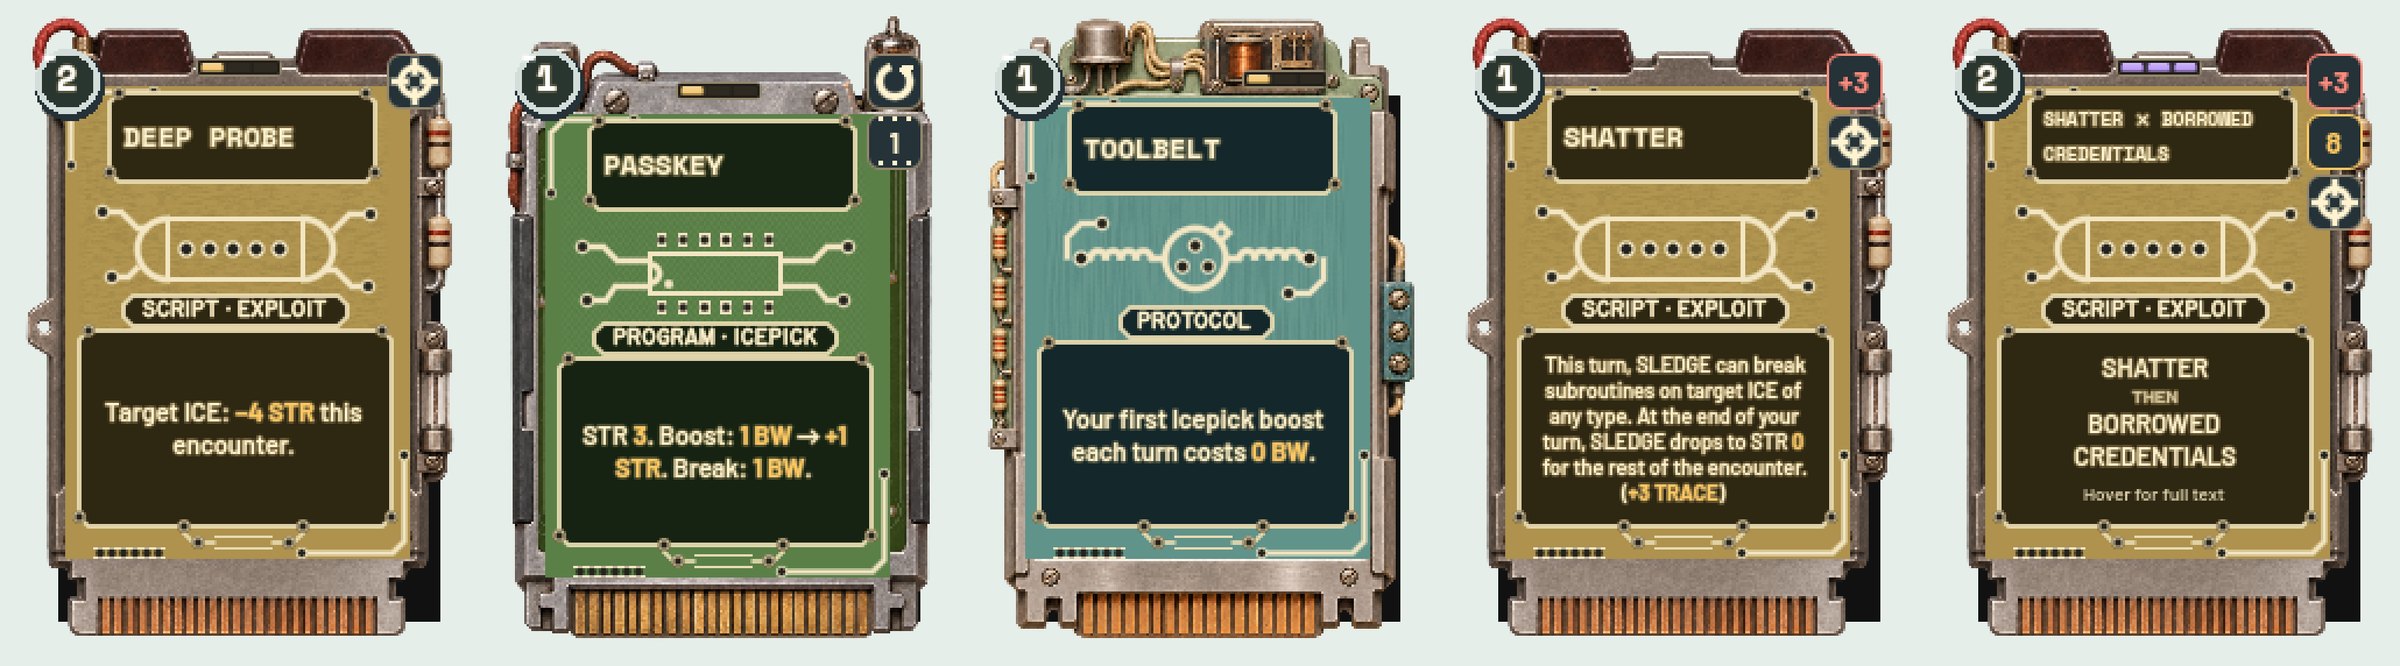 2
DEEP PROBE
SCRIPT · EXPLOIT
Target ICE: -4 STR this
encounter.
1
1
PASSKEY
PROGRAM · ICEPICK
STR 3. Boost: 1 BW → +1
STR. Break: 1 BW.
1
TOOLBELT
PROTOCOL
Your first Icepick boost
each turn costs 0 BW.
1
+3
SHATTER
SCRIPT · EXPLOIT
This turn, SLEDGE can break
subroutines on target ICE of
any type. At the end of your
turn, SLEDGE drops to STR 0
for the rest of the encounter.
(+3 TRACE)
2
+3
8
SHATTER × BORROWED
CREDENTIALS
SCRIPT · EXPLOIT
SHATTER
THEN
BORROWED
CREDENTIALS
Hover for full text